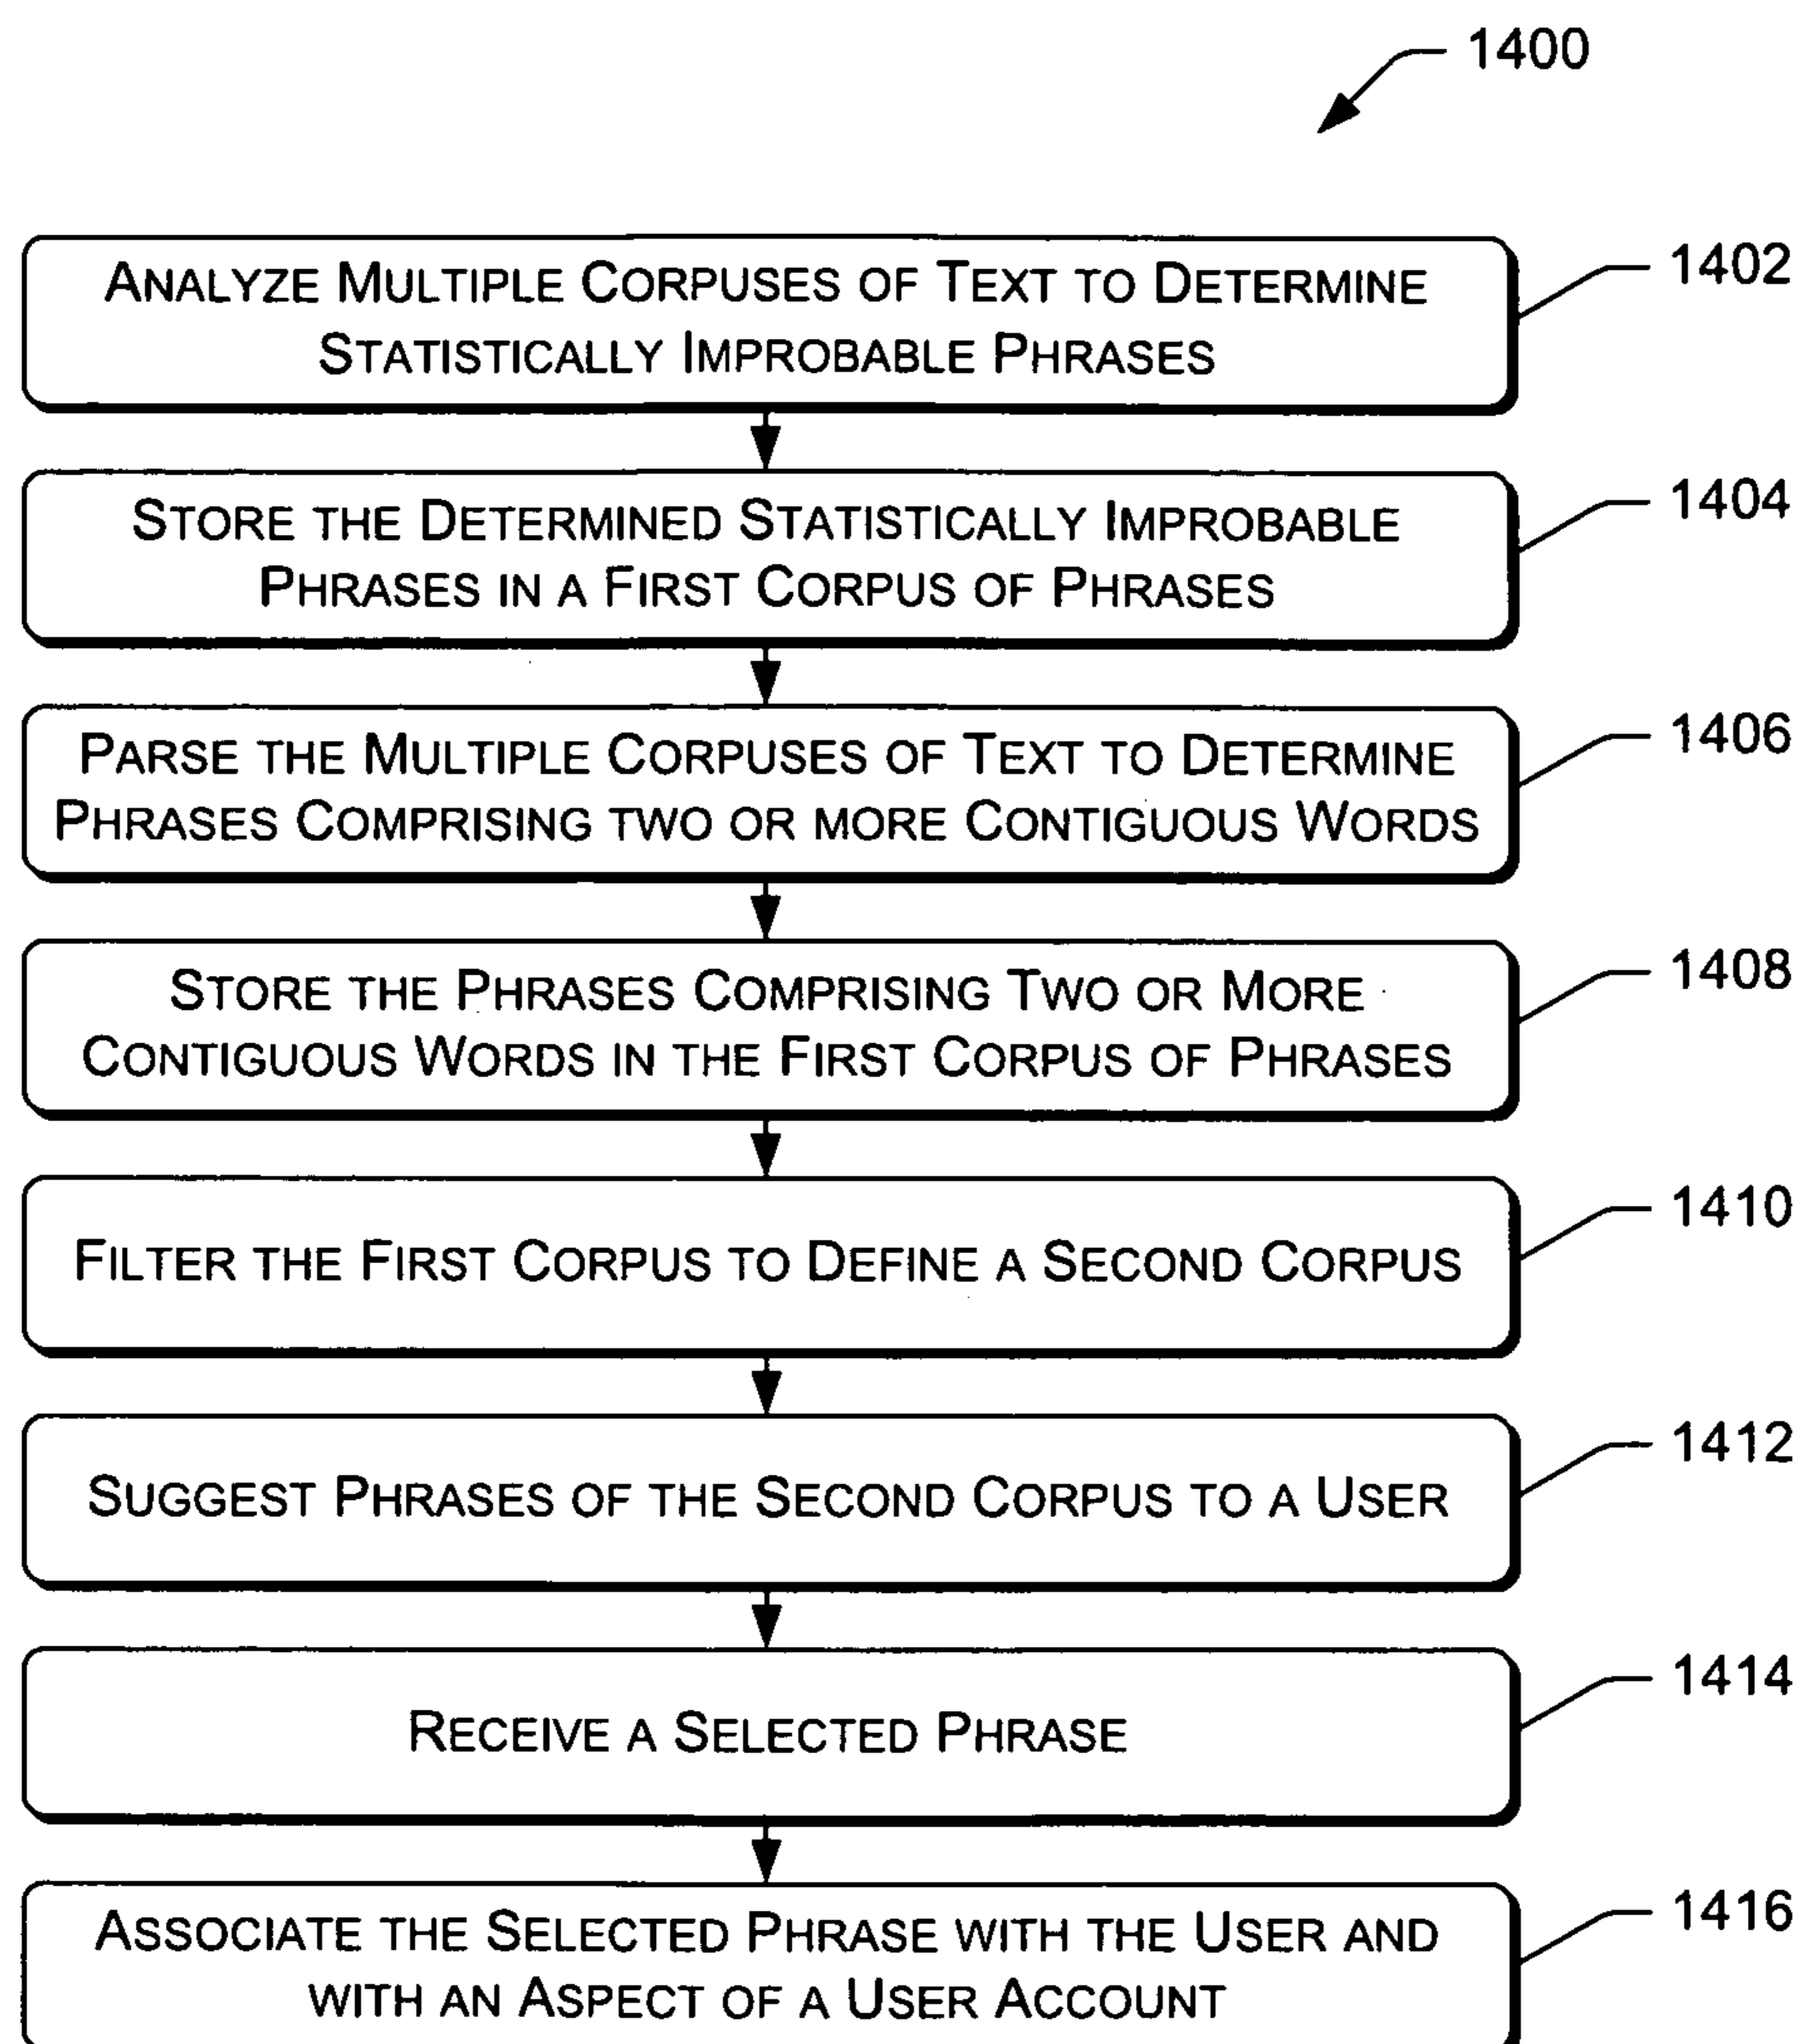 1400
ANALYZE MULTIPLE CORPUSES OF TEXT TO DETERMINE
STATISTICALLY IMPROBABLE PHRASES
1402
STORE THE DETERMINED STATISTICALLY IMPROBABLE
PHRASES IN A FIRST CORPUS OF PHRASES
1404
PARSE THE MULTIPLE CORPUSES OF TEXT TO DETERMINE
PHRASES COMPRISING TWO OR MORE CONTIGUOUS WORDS
1406
STORE THE PHRASES COMPRISING TWO OR MORE
CONTIGUOUS WORDS IN THE FIRST CORPUS OF PHRASES
1408
FILTER THE FIRST CORPUS TO DEFINE A SECOND CORPUS
1410
SUGGEST PHRASES OF THE SECOND CORPUS TO A USER
1412
RECEIVE A SELECTED PHRASE
1414
ASSOCIATE THE SELECTED PHRASE WITH THE USER AND
WITH AN ASPECT OF A USER ACCOUNT
1416